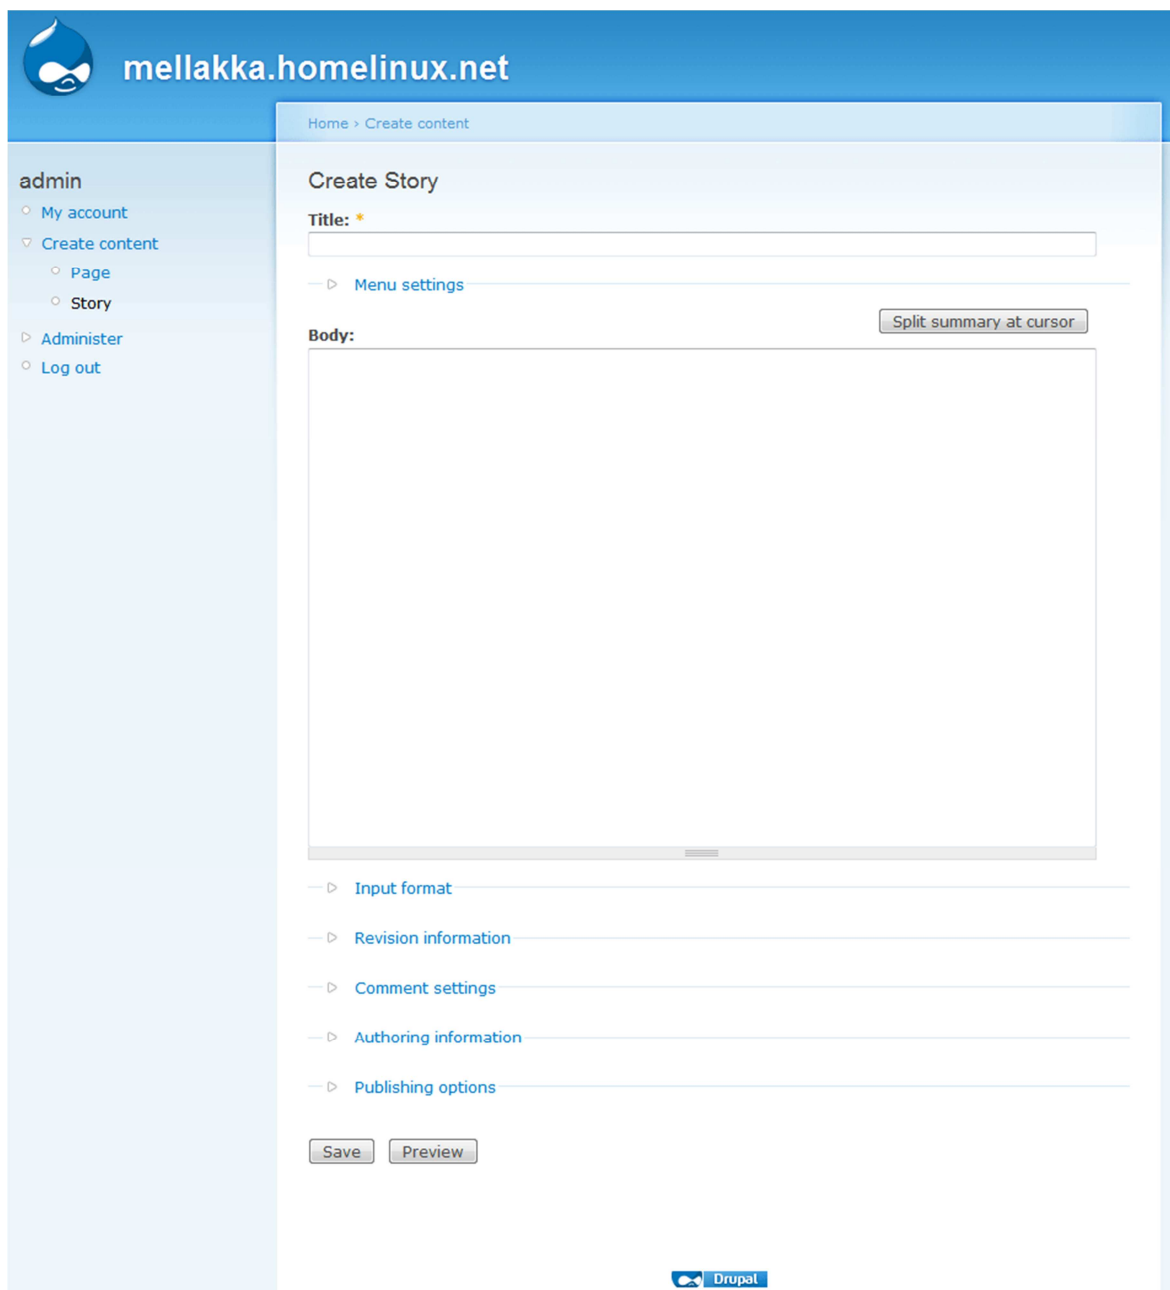 mellakka.homelinux.net
Home › Create content
admin
My account
Create content
Page
Story
Administer
Log out
Create Story
Title: *
Menu settings
Split summary at cursor
Body:
Input format
Revision information
Comment settings
Authoring information
Publishing options
Save Preview
Drupal